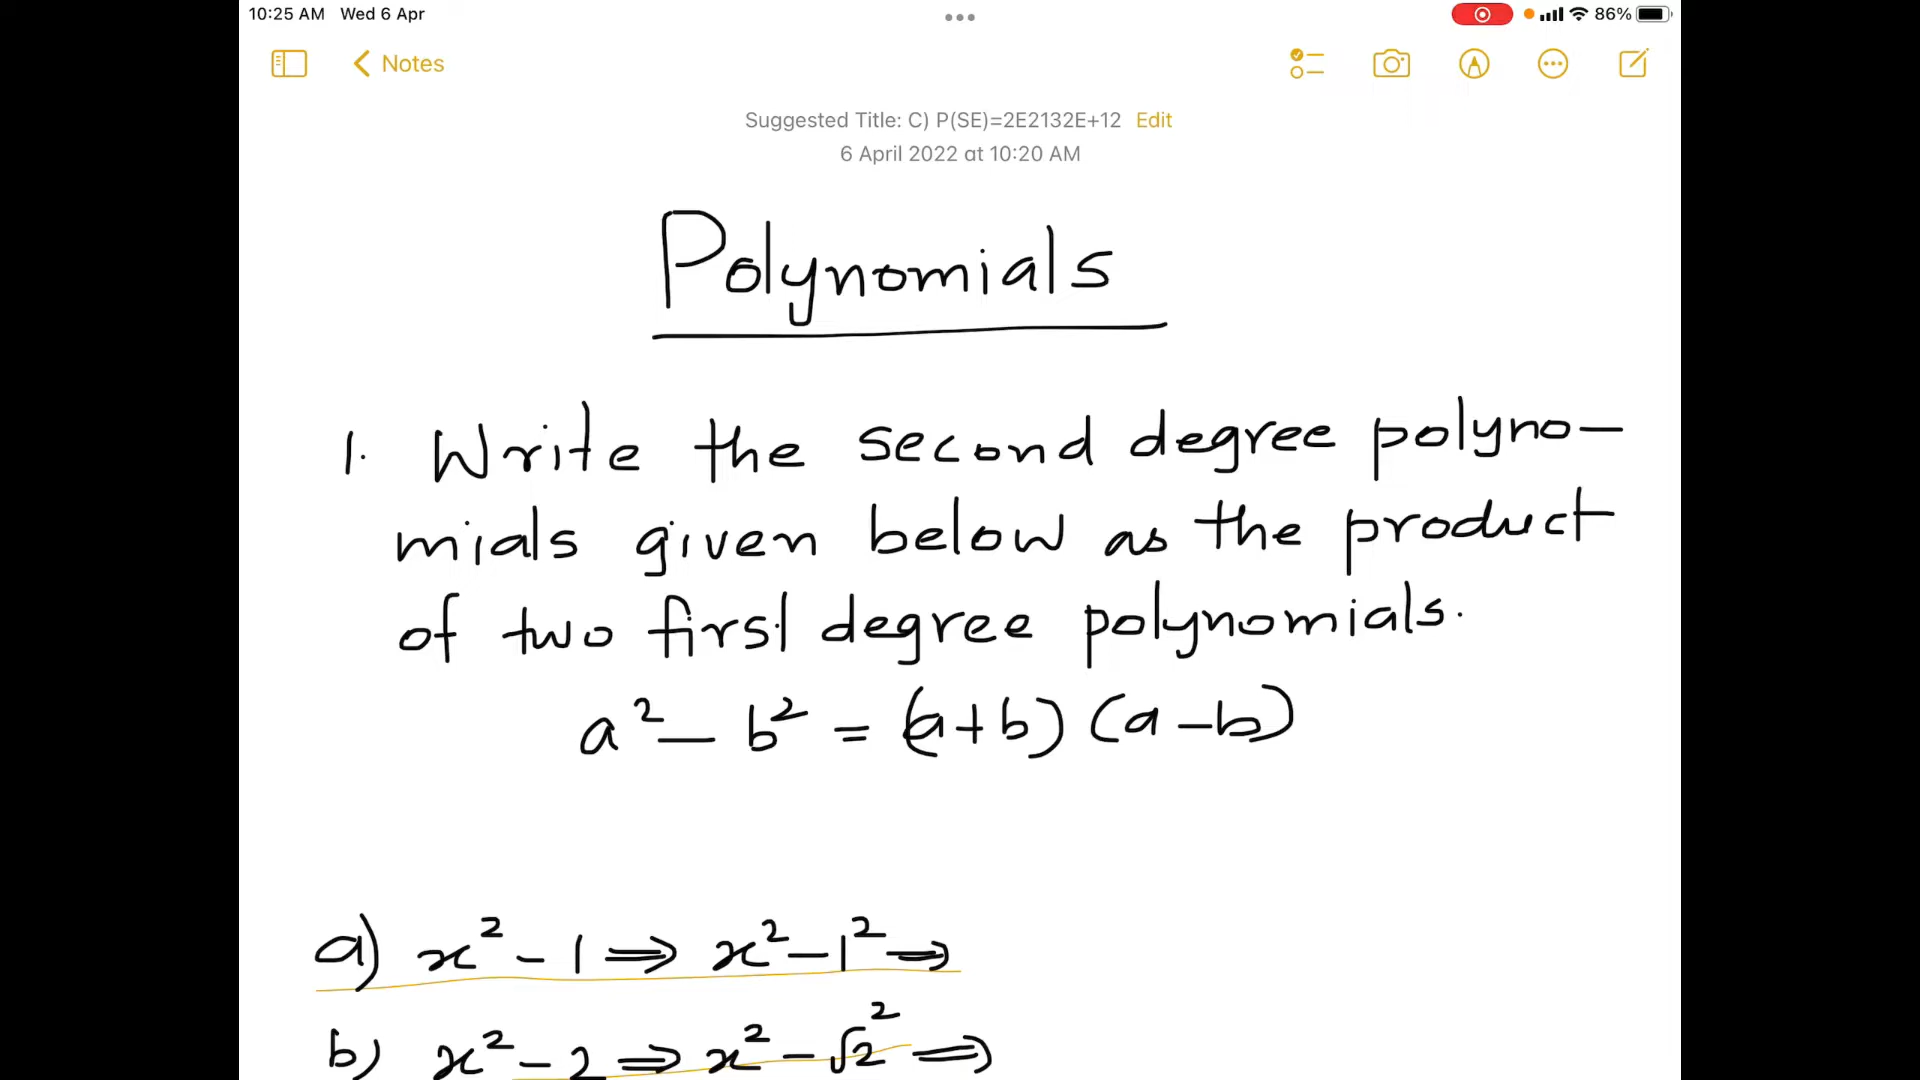 10:25 AM Wed 6 Apr
86%
Notes
Suggested Title: C) P(SE)=2E2132E+12 Edit
6 April 2022 at 10:20 AM
Polynomials
1. Write the second degree polyno-
mials given below as the product
of two first degree polynomials.
a² - b² = (a+b) (a-b)
a) x² - 1 ⇒ x² - 1² ⇒
b) x² - 2 ⇒ x² - √2² ⇒